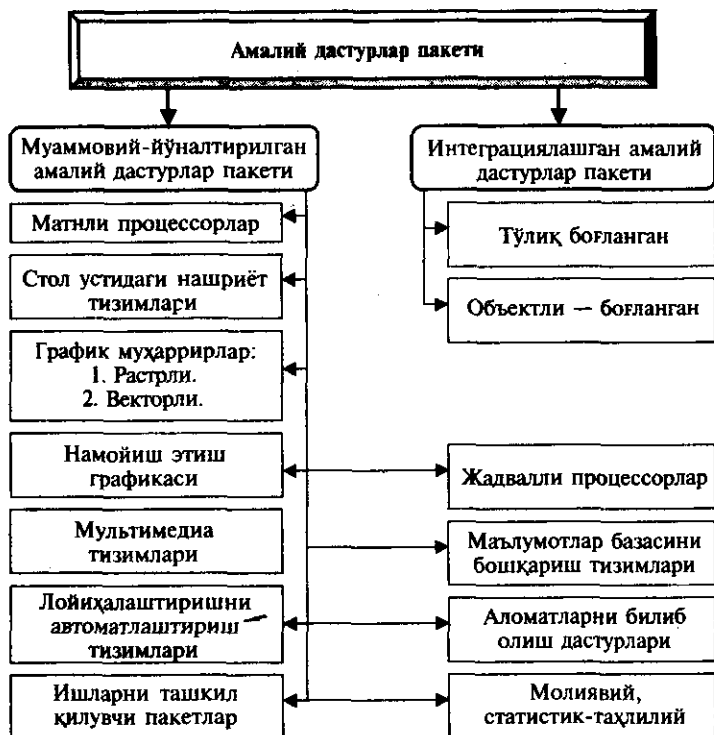 Амалий дастурлар пакети
Муаммовий-йўналтирилган
амалий дастурлар пакети
Матнли процессорлар
Стол устидаги нашриёт
тизимлари
График муҳаррирлар:
1. Растрли.
2. Векторли.
Намойиш этиш
графикаси
Мультимедиа
тизимлари
Лойиҳалаштиришни
автоматлаштириш
тизимлари
Ишларни ташкил
қилувчи пакетлар
Интеграциялашган амалий
дастурлар пакети
Тўлиқ боғланган
Объектли — боғланган
Жадвалли процессорлар
Маълумотлар базасини
бошқариш тизимлари
Аломатларни билиб
олиш дастурлари
Молиявий,
статистик-таҳлилий